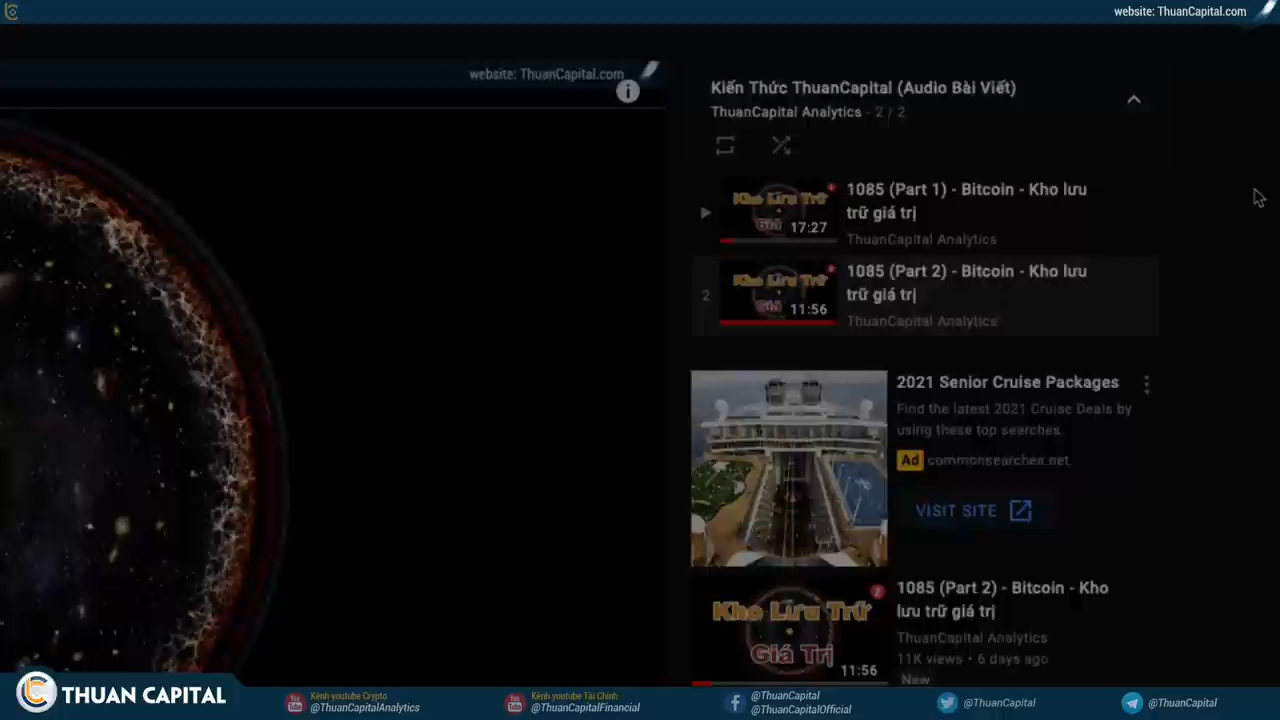 website: ThuanCapital.com
website: ThuanCapital.com
Kiến Thức ThuanCapital (Audio Bài Viết)
ThuanCapital Analytics - 2 / 2
Kho Lưu Trữ
Giá
17:27
1085 (Part 1) - Bitcoin - Kho lưu
trữ giá trị
ThuanCapital Analytics
2
Kho Lưu Trữ
Giá
11:56
1085 (Part 2) - Bitcoin - Kho lưu
trữ giá trị
ThuanCapital Analytics
2021 Senior Cruise Packages
Find the latest 2021 Cruise Deals by
using these top searches.
Ad commonsearches.net
VISIT SITE
Kho Lưu Trữ
Giá Trị
2
11:56
1085 (Part 2) - Bitcoin - Kho
lưu trữ giá trị
ThuanCapital Analytics
11K views • 6 days ago
New
THUAN CAPITAL
Kênh youtube Crypto
@ThuanCapitalAnalytics
Kênh youtube Tài Chính
@ThuanCapitalFinancial
@ThuanCapital
@ThuanCapitalOfficial
@ThuanCapital
@ThuanCapital